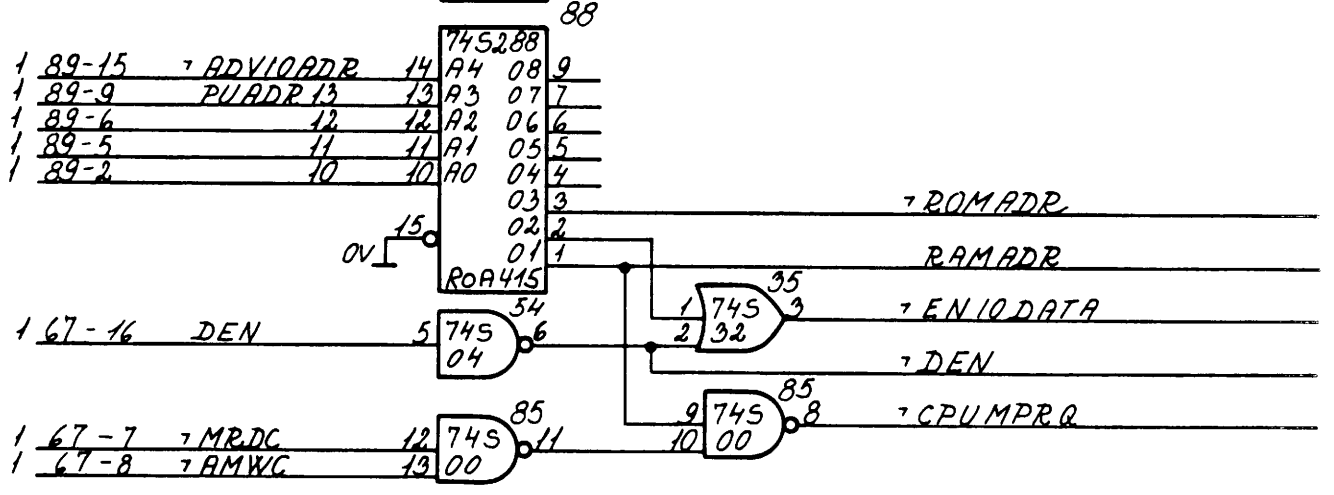 88
74S288
1 89-15 ¬ ADVIOADR 14 A4 O8 9
1 89-9 PUADR 13 13 A3 O7 7
1 89-6 12 12 A2 O6 6
1 89-5 11 11 A1 O5 5
1 89-2 10 10 A0 O4 4
O3 3 ¬ ROMADR
15 O2 2
0V O1 1 RAMADR
ROA415
35
1 74S 3 ¬ ENIODATA
2 32
54
1 67-16 DEN 5 74S 6
04
¬ DEN
85
9 74S 8 ¬ CPUMPRQ
10 00
85
1 67-7 ¬ MRDC 12 74S 11
1 67-8 ¬ AMWC 13 00